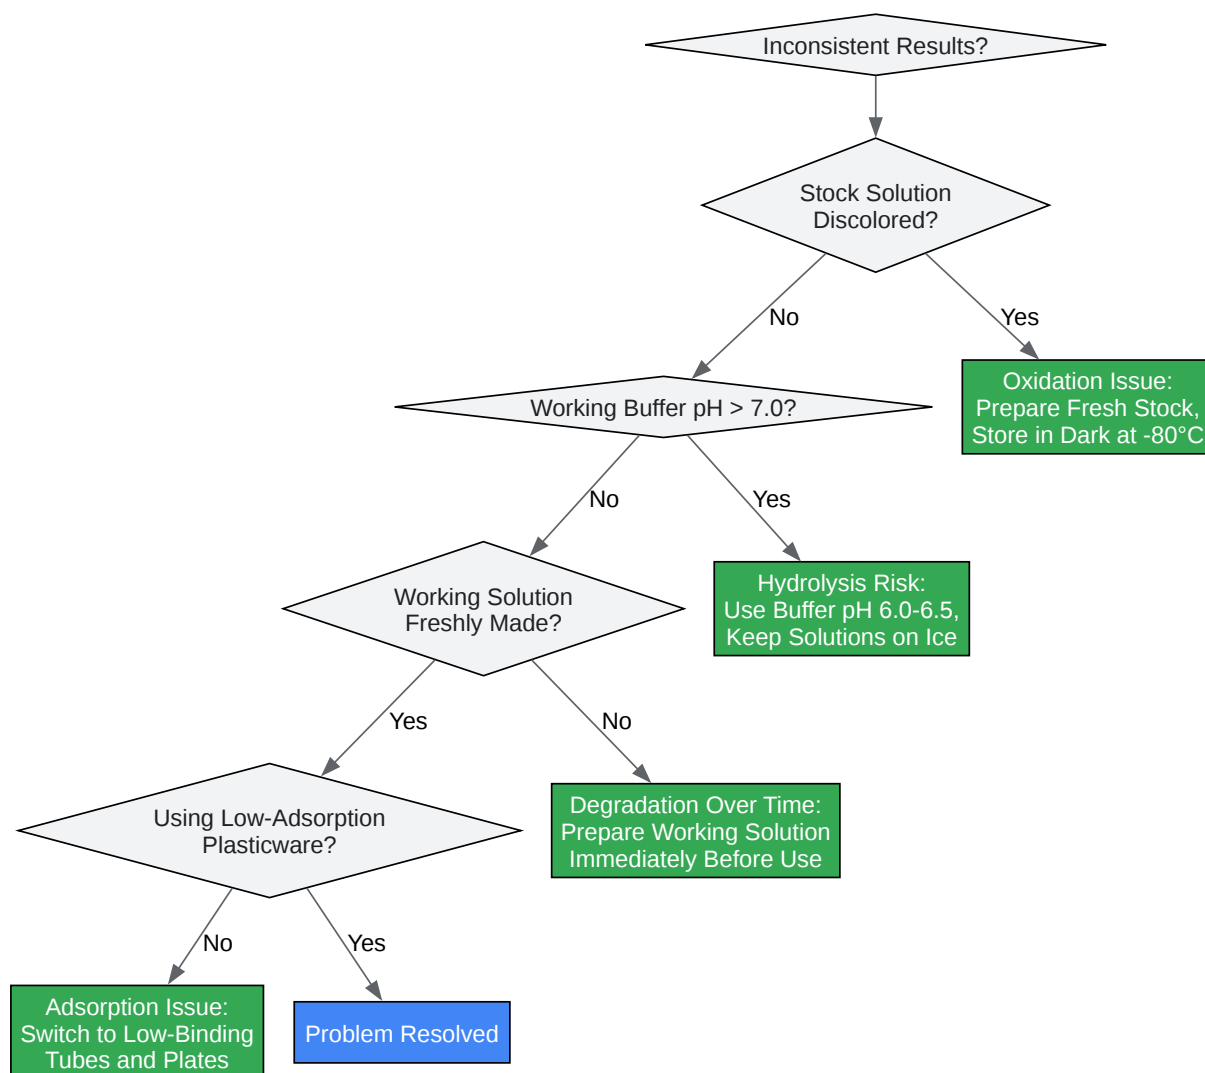 Inconsistent Results?
Stock Solution
Discolored?
No
Yes
Oxidation Issue:
Prepare Fresh Stock,
Store in Dark at -80°C
Working Buffer pH > 7.0?
No
Yes
Hydrolysis Risk:
Use Buffer pH 6.0-6.5,
Keep Solutions on Ice
Working Solution
Freshly Made?
Yes
No
Degradation Over Time:
Prepare Working Solution
Immediately Before Use
Using Low-Adsorption
Plasticware?
No
Yes
Adsorption Issue:
Switch to Low-Binding
Tubes and Plates
Problem Resolved